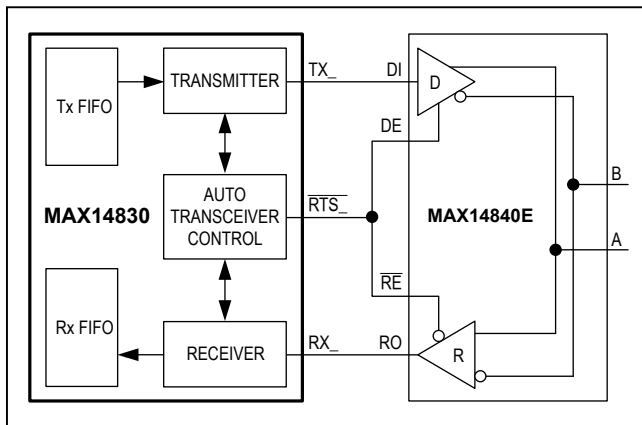 Tx FIFO
TRANSMITTER
TX_
DI
D
DE
MAX14830
AUTO
TRANSCEIVER
CONTROL
RTS_
MAX14840E
B
A
RE
Rx FIFO
RECEIVER
RX_
RO
R